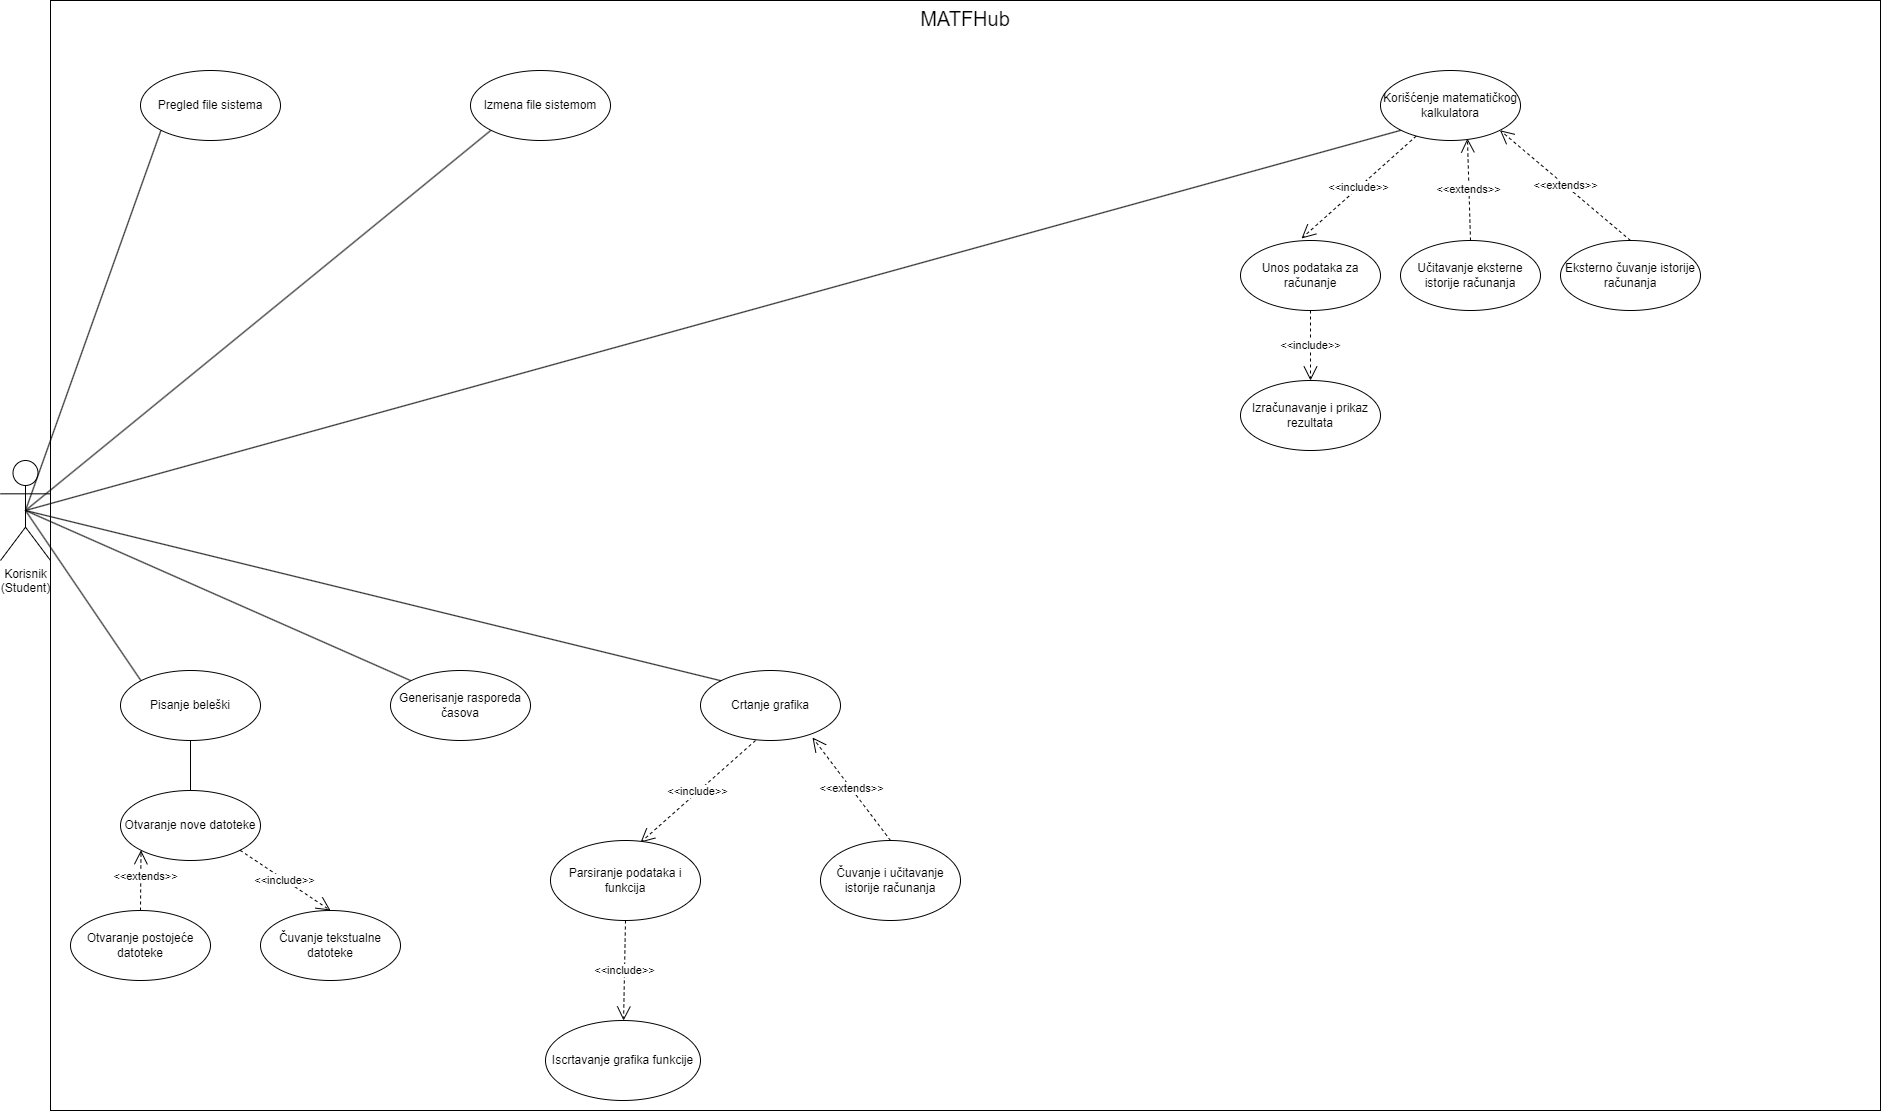 MATFHub
Pregled file sistema
Izmena file sistemom
Korišćenje matematičkog
kalkulatora
<<include>>
<<extends>>
<<extends>>
Unos podataka za
računanje
Učitavanje eksterne
istorije računanja
Eksterno čuvanje istorije
računanja
<<include>>
Izračunavanje i prikaz
rezultata
Korisnik
(Student)
Pisanje beleški
Generisanje rasporeda
časova
Crtanje grafika
<<include>>
<<extends>>
Otvaranje nove datoteke
<<extends>>
<<include>>
Parsiranje podataka i
funkcija
Čuvanje i učitavanje
istorije računanja
Otvaranje postojeće
datoteke
Čuvanje tekstualne
datoteke
<<include>>
Iscrtavanje grafika funkcije